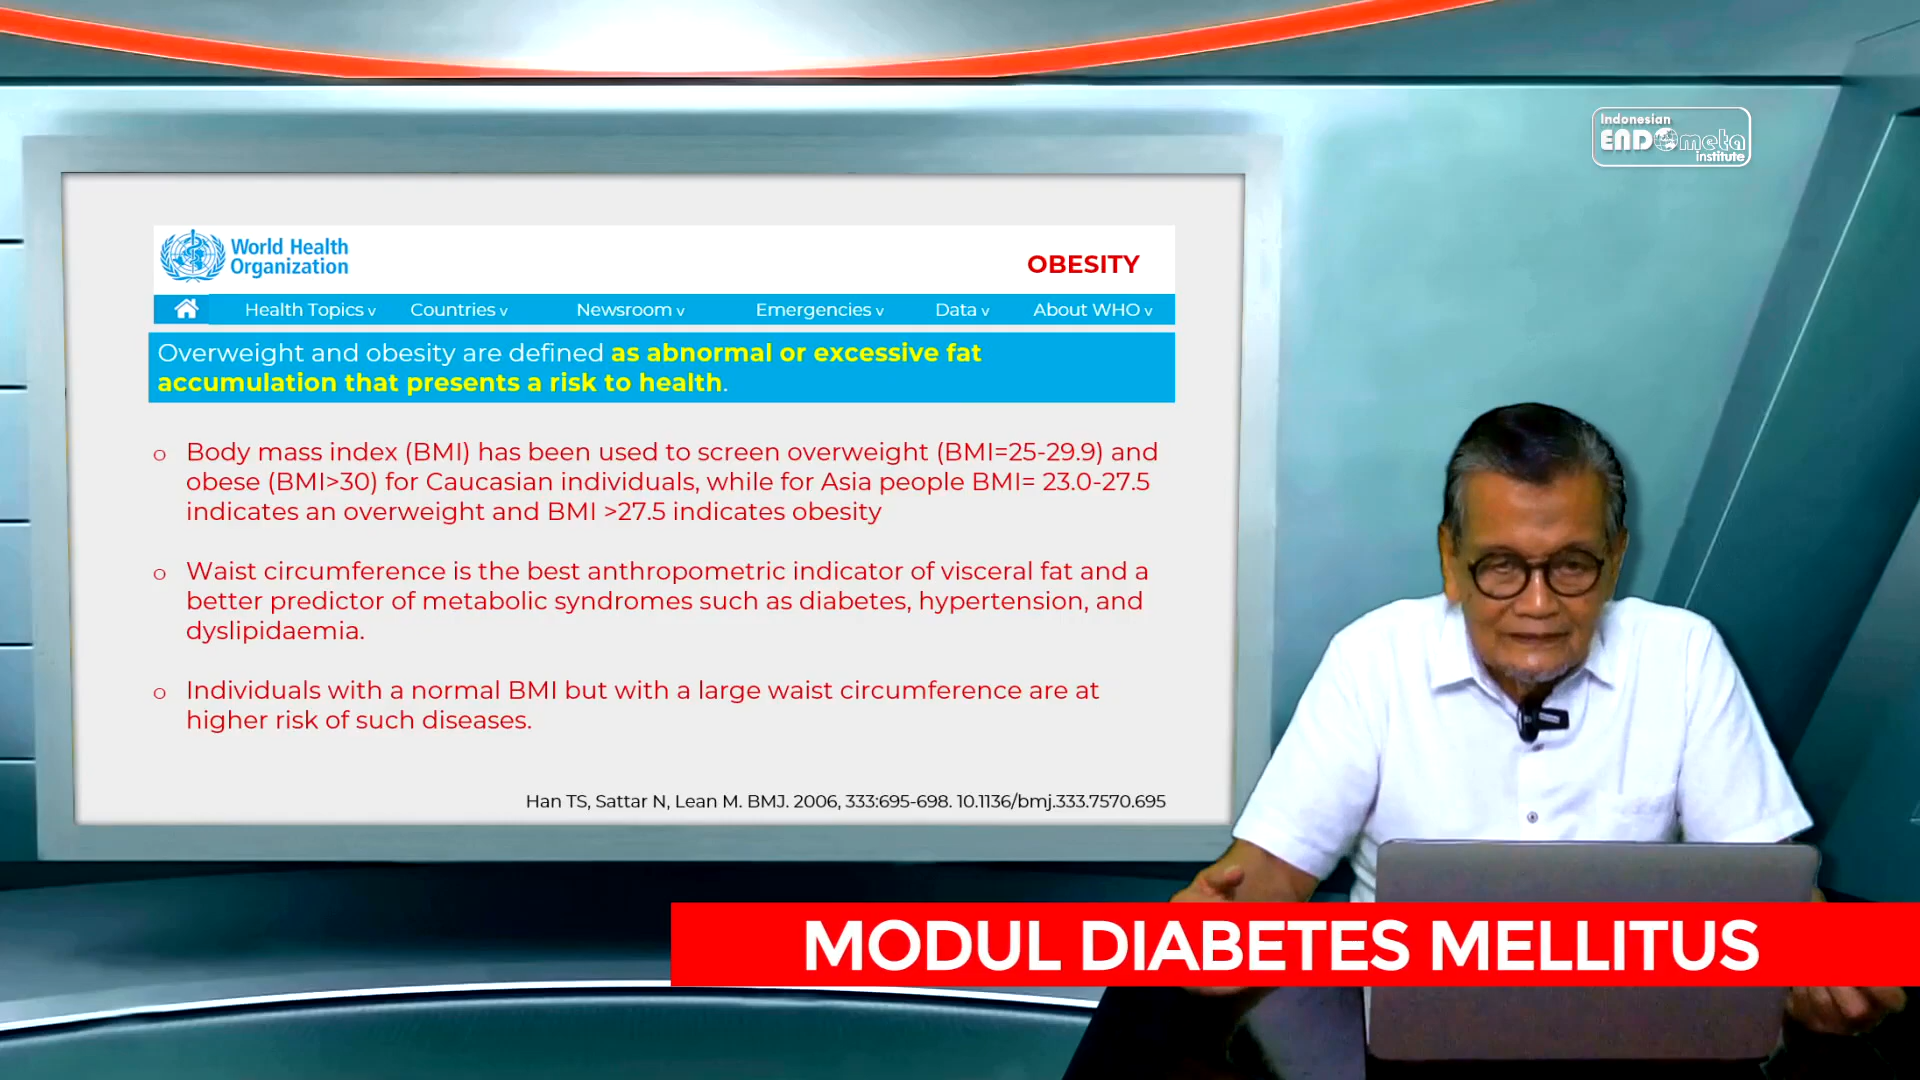 Indonesian
ENDOmeta
institute
World Health
Organization
OBESITY
Health Topics v Countries v Newsroom v Emergencies v Data v About WHO v
Overweight and obesity are defined as abnormal or excessive fat
accumulation that presents a risk to health.
o Body mass index (BMI) has been used to screen overweight (BMI=25-29.9) and
obese (BMI>30) for Caucasian individuals, while for Asia people BMI= 23.0-27.5
indicates an overweight and BMI >27.5 indicates obesity
o Waist circumference is the best anthropometric indicator of visceral fat and a
better predictor of metabolic syndromes such as diabetes, hypertension, and
dyslipidaemia.
o Individuals with a normal BMI but with a large waist circumference are at
higher risk of such diseases.
Han TS, Sattar N, Lean M. BMJ. 2006, 333:695-698. 10.1136/bmj.333.7570.695
MODUL DIABETES MELLITUS